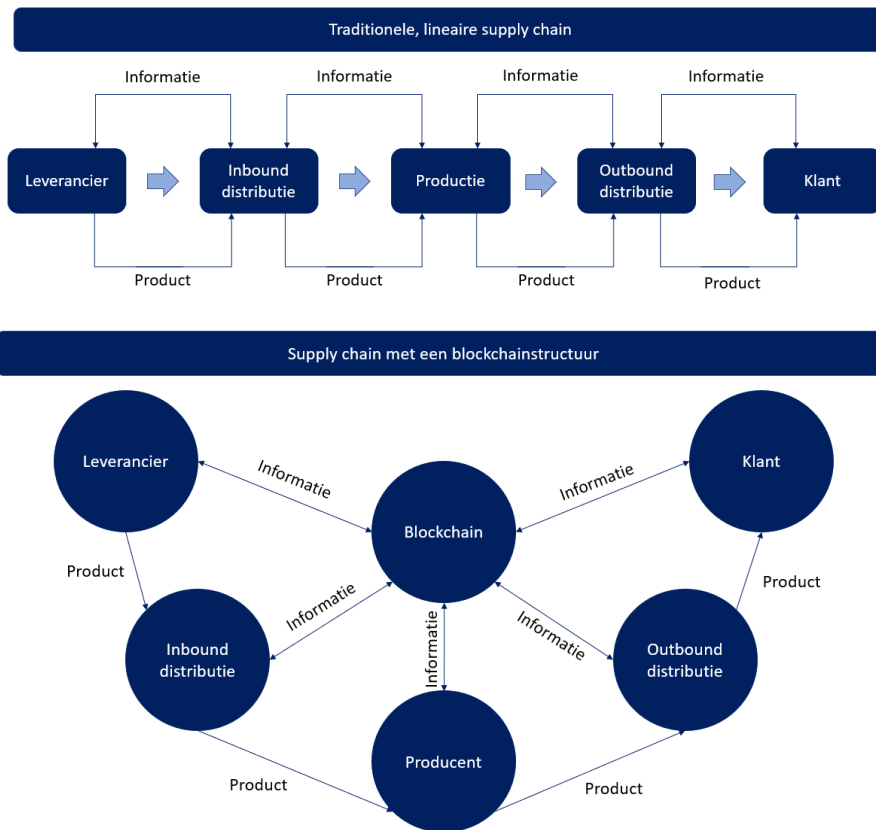 Traditionele, lineaire supply chain
Informatie
Informatie
Informatie
Informatie
Leverancier
Inbound
distributie
Productie
Outbound
distributie
Klant
Product
Product
Product
Product
Supply chain met een blockchainstructuur
Leverancier
Klant
Informatie
Informatie
Blockchain
Product
Product
Informatie
Informatie
Informatie
Inbound
distributie
Outbound
distributie
Producent
Product
Product